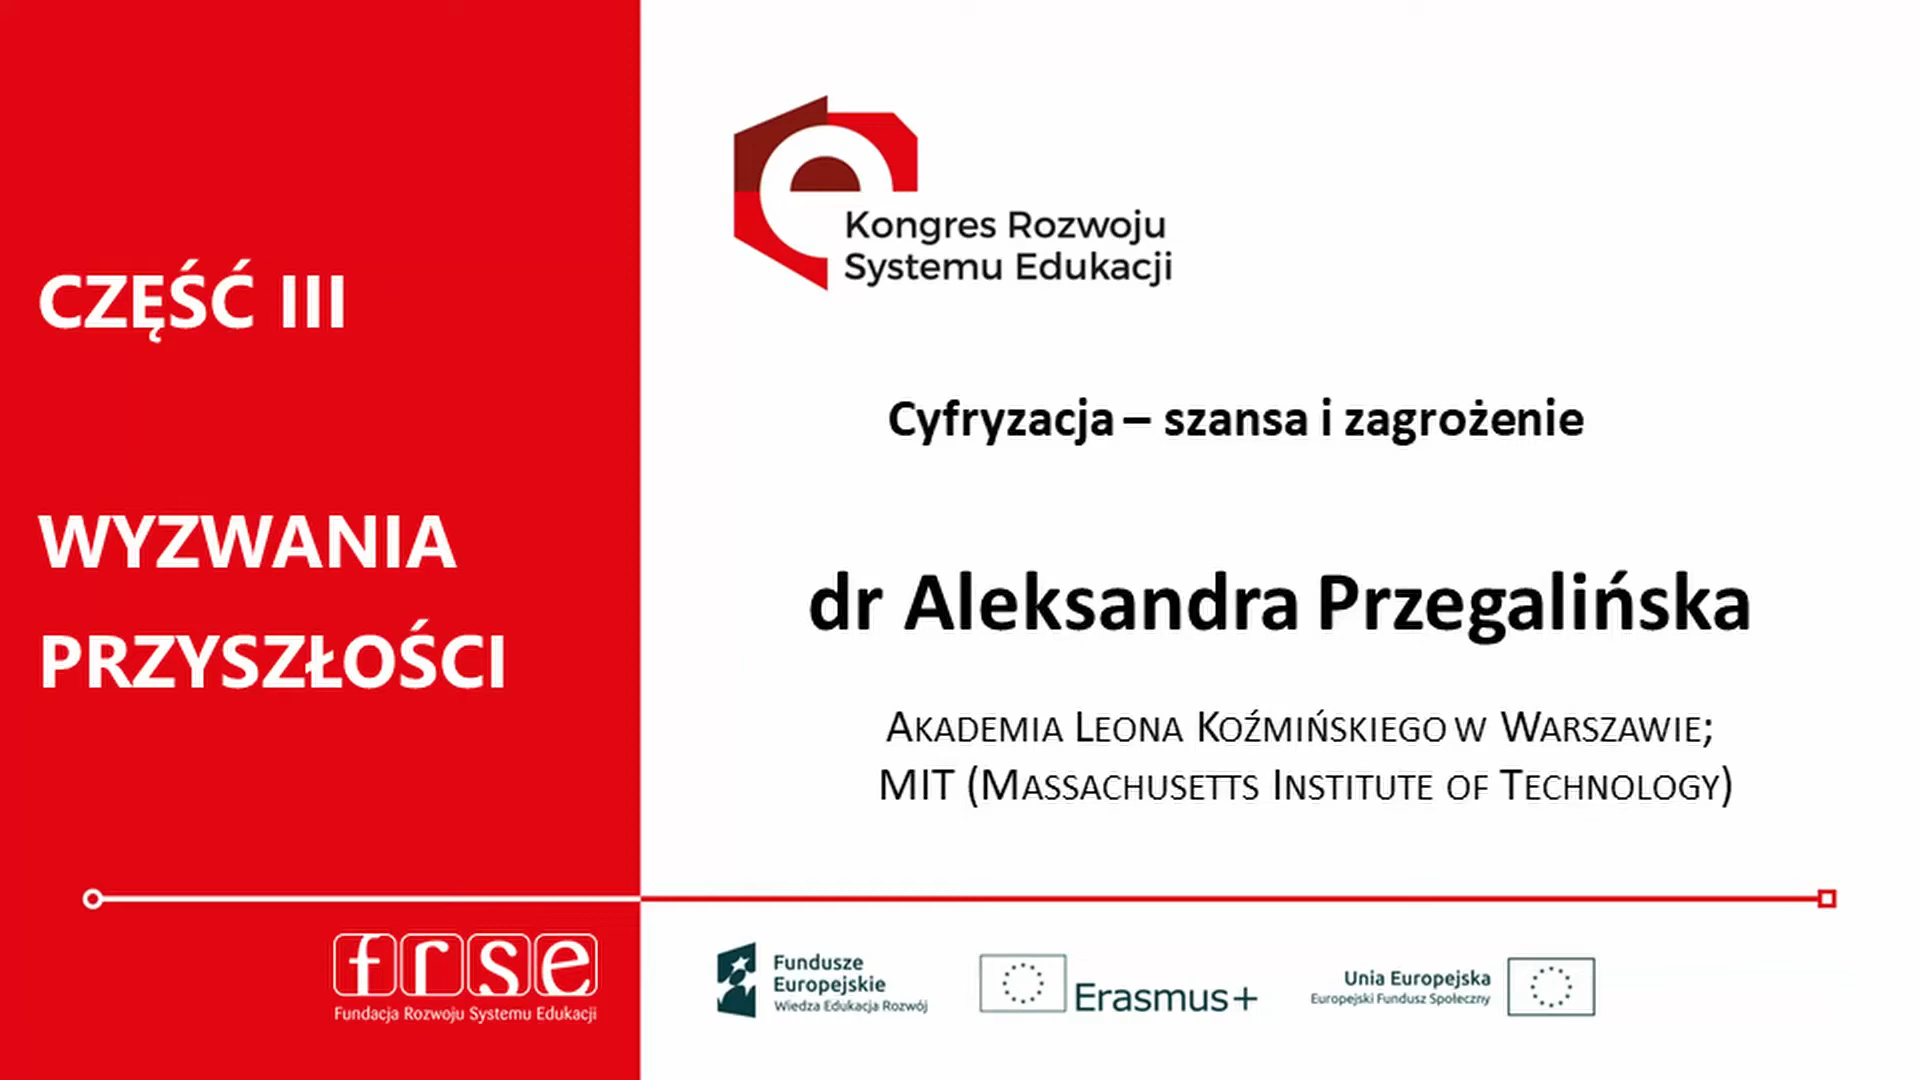 CZĘŚĆ III
WYZWANIA
PRZYSZŁOŚCI
Kongres Rozwoju
Systemu Edukacji
Cyfryzacja – szansa i zagrożenie
dr Aleksandra Przegalińska
AKADEMIA LEONA KOŹMIŃSKIEGO W WARSZAWIE;
MIT (MASSACHUSETTS INSTITUTE OF TECHNOLOGY)
frse
Fundacja Rozwoju Systemu Edukacji
Fundusze
Europejskie
Wiedza Edukacja Rozwój
Erasmus+
Unia Europejska
Europejski Fundusz Społeczny